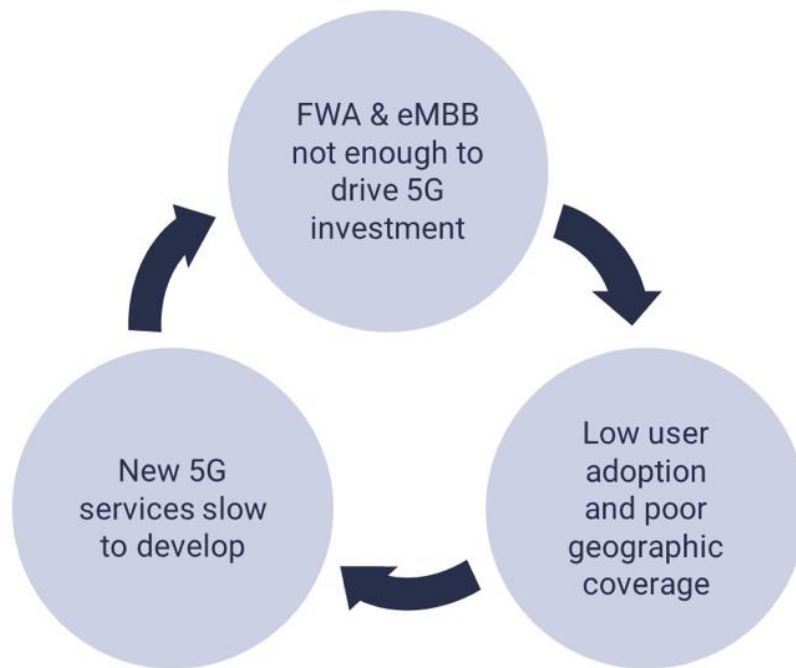 FWA & eMBB
not enough to
drive 5G
investment
Low user
adoption
and poor
geographic
coverage
New 5G
services slow
to develop